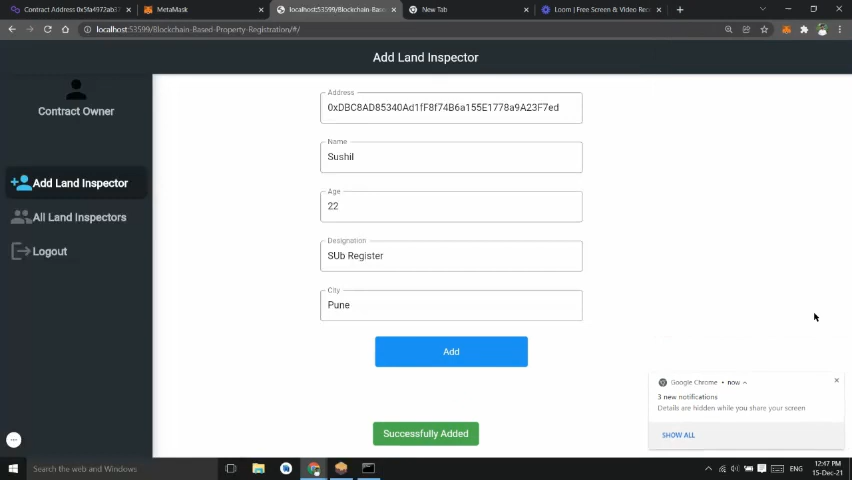 Contract Address 0x5fa4972ab37
MetaMask
localhost:53599/Blockchain-Base
New Tab
Loom | Free Screen & Video Rec
localhost:53599/Blockchain-Based-Property-Registration/#/
Add Land Inspector
Contract Owner
Add Land Inspector
All Land Inspectors
Logout
Address
0xDBC8AD85340Ad1fF8f74B6a155E1778a9A23F7ed
Name
Sushil
Age
22
Designation
SUb Register
City
Pune
Add
Successfully Added
Google Chrome • now
3 new notifications
Details are hidden while you share your screen
SHOW ALL
Search the web and Windows
ENG
12:47 PM
15-Dec-21